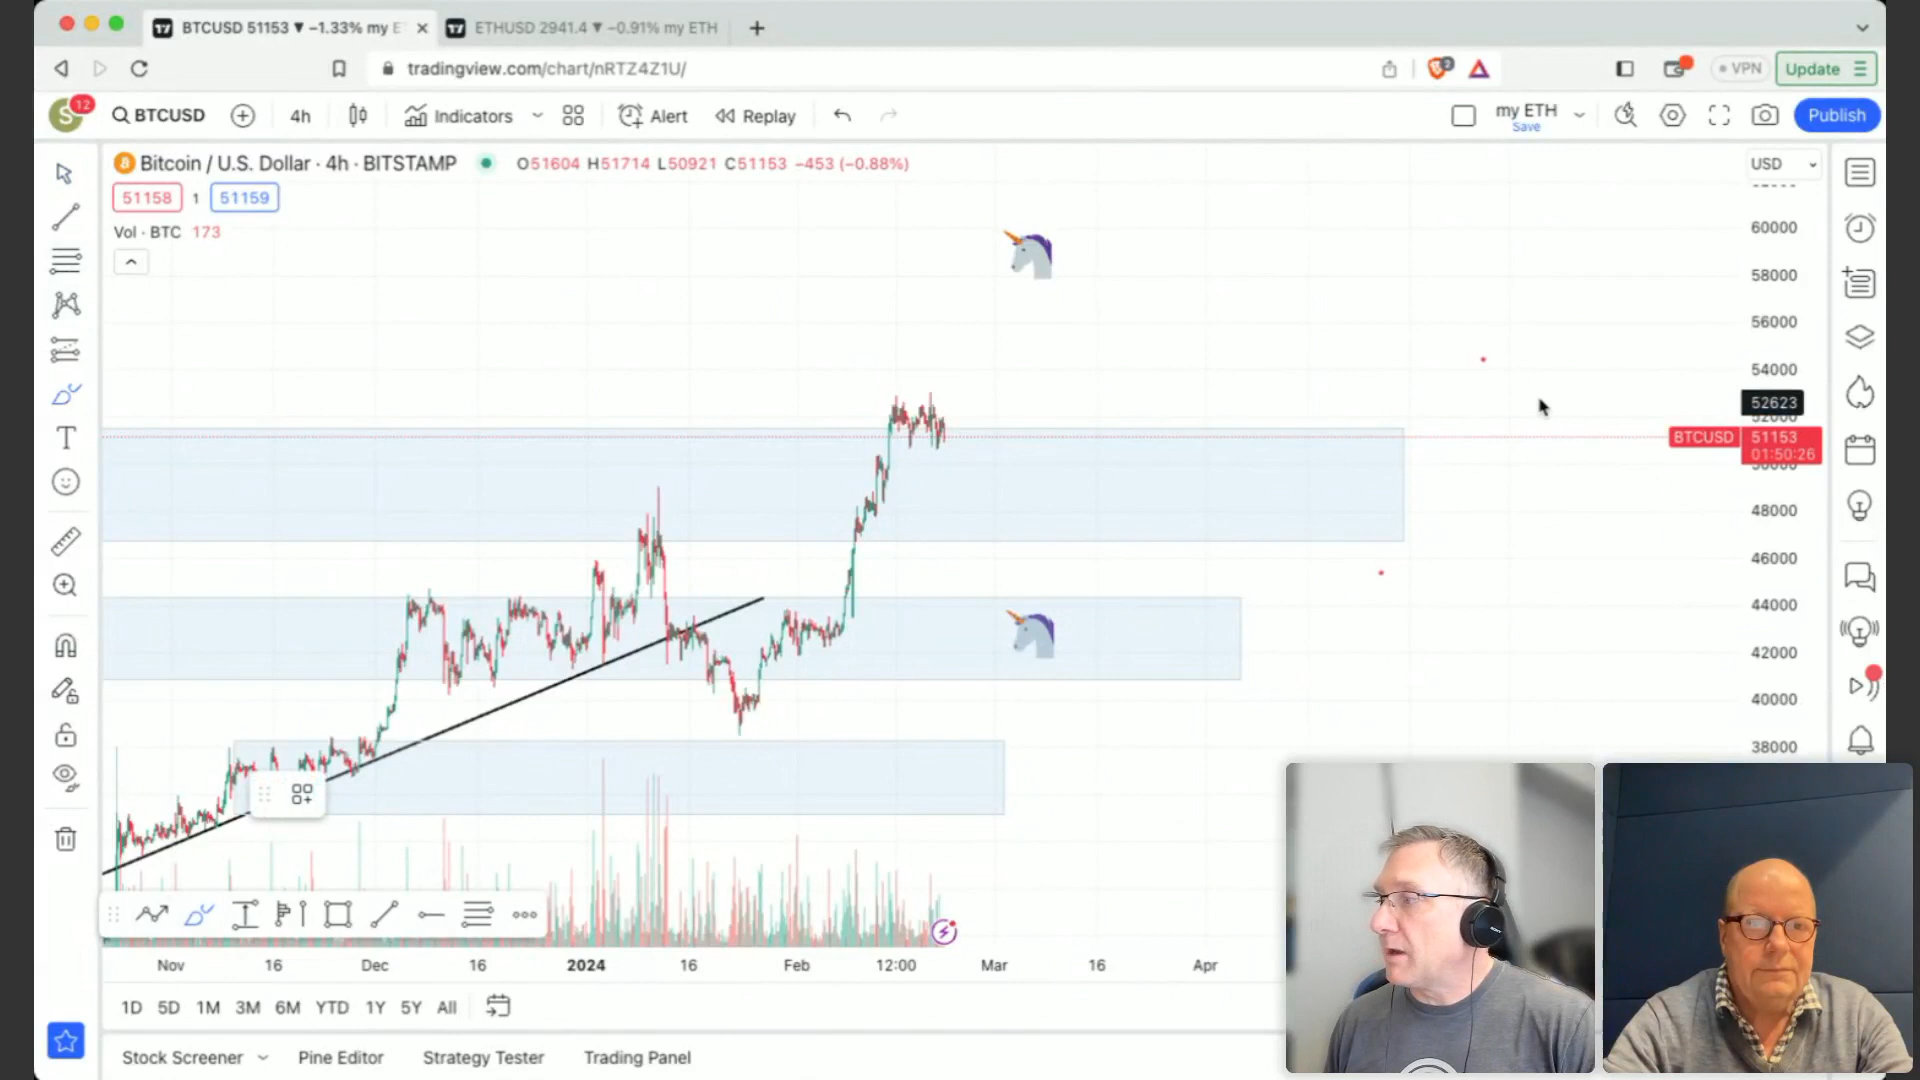 BTCUSD 51153 ▼ −1.33% my E
ETHUSD 2941.4 ▼ −0.91% my ETH
tradingview.com/chart/nRTZ4Z1U/
2
VPN
Update
S
12
BTCUSD
4h
Indicators
Alert
Replay
my ETH
Save
Publish
Bitcoin / U.S. Dollar · 4h · BITSTAMP
O51604 H51714 L50921 C51153 −453 (−0.88%)
USD
51158
1
51159
Vol · BTC 173
60000
58000
56000
54000
52623
BTCUSD
51153
01:50:26
48000
46000
44000
42000
40000
38000
Nov
16
Dec
16
2024
16
Feb
12:00
Mar
16
Apr
1D 5D 1M 3M 6M YTD 1Y 5Y All
Stock Screener
Pine Editor
Strategy Tester
Trading Panel